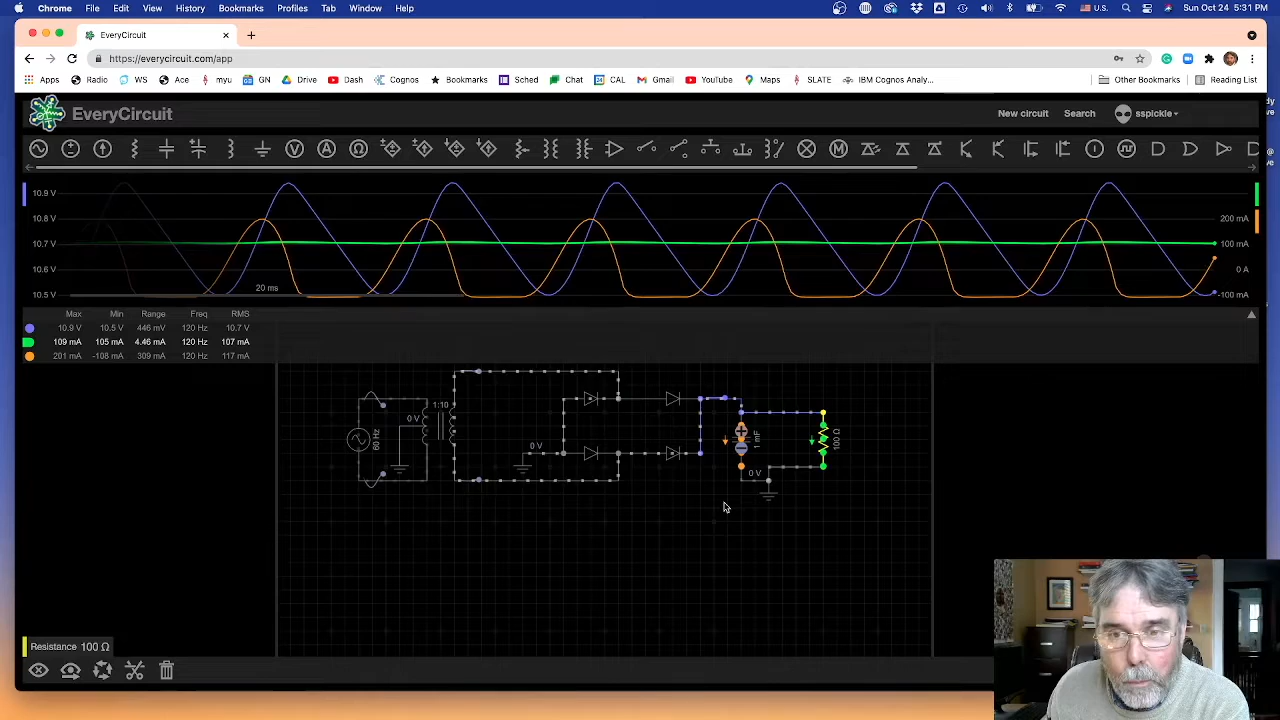 Chrome File Edit View History Bookmarks Profiles Tab Window Help U.S. Sun Oct 24 5:31 PM
EveryCircuit
https://everycircuit.com/app
Apps Radio WS Ace myu GN Drive Dash Cognos Bookmarks Sched Chat CAL Gmail YouTube Maps SLATE IBM Cognos Analy... Other Bookmarks Reading List
EveryCircuit New circuit Search sspickle
10.9 V
10.8 V 200 mA
10.7 V 100 mA
10.6 V 0 A
20 ms
10.5 V -100 mA
Max Min Range Freq RMS
10.9 V 10.5 V 446 mV 120 Hz 10.7 V
109 mA 105 mA 4.46 mA 120 Hz 107 mA
201 mA -108 mA 309 mA 120 Hz 117 mA
1:10
0 V
60 Hz
0 V
1 mF
100 Ω
0 V
Resistance 100 Ω